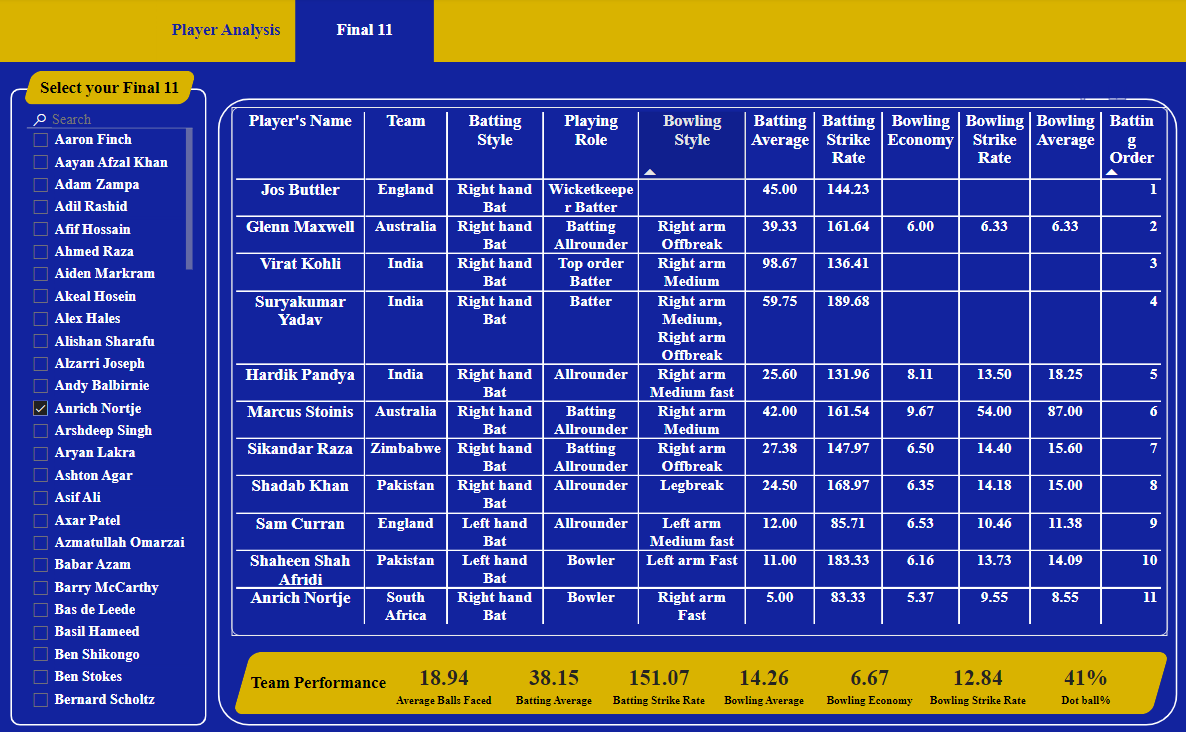 Player Analysis
Final 11
Select your Final 11
Search
Aaron Finch
Aayan Afzal Khan
Adam Zampa
Adil Rashid
Afif Hossain
Ahmed Raza
Aiden Markram
Akeal Hosein
Alex Hales
Alishan Sharafu
Alzarri Joseph
Andy Balbirnie
Anrich Nortje
Arshdeep Singh
Aryan Lakra
Ashton Agar
Asif Ali
Axar Patel
Azmatullah Omarzai
Babar Azam
Barry McCarthy
Bas de Leede
Basil Hameed
Ben Shikongo
Ben Stokes
Bernard Scholtz
Player's Name Team Batting Playing Bowling Batting Batting Bowling Bowling Bowling Battin
Style Role Style Average Strike Economy Strike Average g
Rate Rate Order
Jos Buttler England Right hand Wicketkeepe 45.00 144.23 1
Bat r Batter
Glenn Maxwell Australia Right hand Batting Right arm 39.33 161.64 6.00 6.33 6.33 2
Bat Allrounder Offbreak
Virat Kohli India Right hand Top order Right arm 98.67 136.41 3
Bat Batter Medium
Suryakumar India Right hand Batter Right arm 59.75 189.68 4
Yadav Bat Medium,
Right arm
Offbreak
Hardik Pandya India Right hand Allrounder Right arm 25.60 131.96 8.11 13.50 18.25 5
Bat Medium fast
Marcus Stoinis Australia Right hand Batting Right arm 42.00 161.54 9.67 54.00 87.00 6
Bat Allrounder Medium
Sikandar Raza Zimbabwe Right hand Batting Right arm 27.38 147.97 6.50 14.40 15.60 7
Bat Allrounder Offbreak
Shadab Khan Pakistan Right hand Allrounder Legbreak 24.50 168.97 6.35 14.18 15.00 8
Bat
Sam Curran England Left hand Allrounder Left arm 12.00 85.71 6.53 10.46 11.38 9
Bat Medium fast
Shaheen Shah Pakistan Left hand Bowler Left arm Fast 11.00 183.33 6.16 13.73 14.09 10
Afridi Bat
Anrich Nortje South Right hand Bowler Right arm 5.00 83.33 5.37 9.55 8.55 11
Africa Bat Fast
Team Performance
18.94 38.15 151.07 14.26 6.67 12.84 41%
Average Balls Faced Batting Average Batting Strike Rate Bowling Average Bowling Economy Bowling Strike Rate Dot ball%